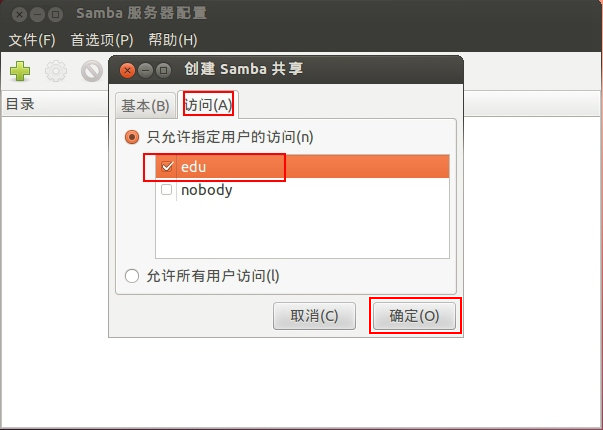 Samba 服务器配置
文件(F) 首选项(P) 帮助(H)
创建 Samba 共享
目录
基本(B) 访问(A)
只允许指定用户的访问(n)
edu
nobody
允许所有用户访问(l)
取消(C) 确定(O)